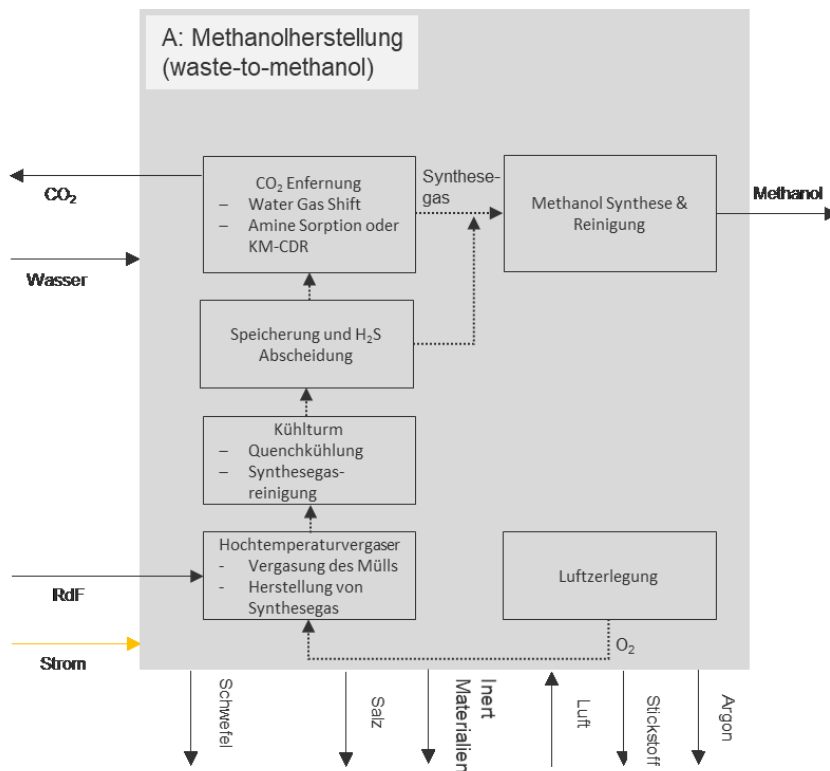 A: Methanolherstellung
(waste-to-methanol)
CO₂
Wasser
CO₂ Enfernung
– Water Gas Shift
– Amine Sorption oder
KM-CDR
Synthese-
gas
Methanol Synthese &
Reinigung
Methanol
Speicherung und H₂S
Abscheidung
Kühlturm
– Quenchkühlung
– Synthesegas-
reinigung
Hochtemperaturvergaser
- Vergasung des Mülls
- Herstellung von
Synthesegas
Luftzerlegung
RdF
Strom
O₂
Schwefel
Salz
Inert
Materialien
Luft
Stickstoff
Argon